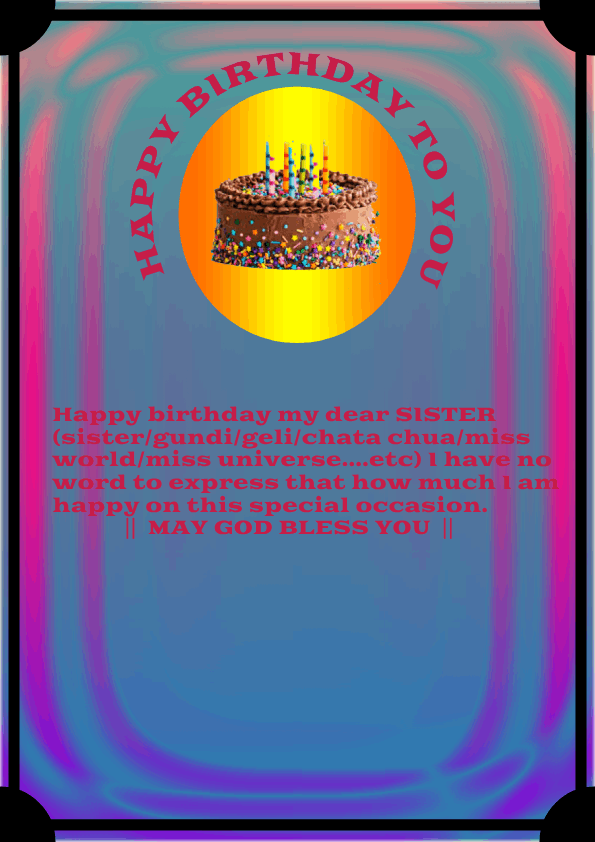 HAPPY BIRTHDAY TO YOU
Happy birthday my dear SISTER
(sister/gundi/geli/chata chua/miss
world/miss universe....etc) I have no
word to express that how much I am
happy on this special occasion.
|| MAY GOD BLESS YOU ||